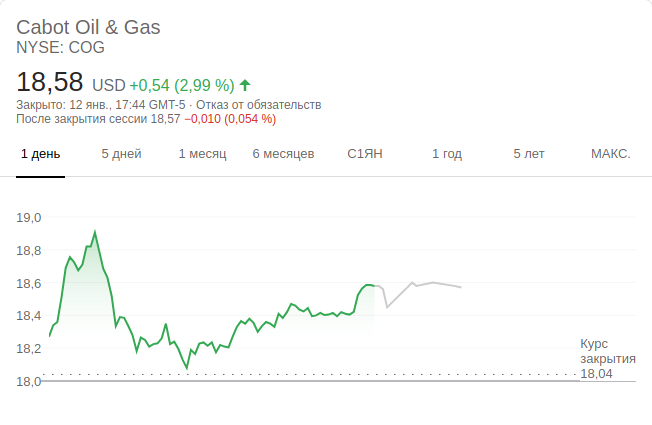 Cabot Oil & Gas
NYSE: COG
18,58 USD +0,54 (2,99 %)
Закрыто: 12 янв., 17:44 GMT-5 · Отказ от обязательств
После закрытия сессии 18,57 −0,010 (0,054 %)
1 день 5 дней 1 месяц 6 месяцев С1ЯН 1 год 5 лет МАКС.
19,0
18,8
18,6
18,4
18,2
18,0
Курс
закрытия
18,04